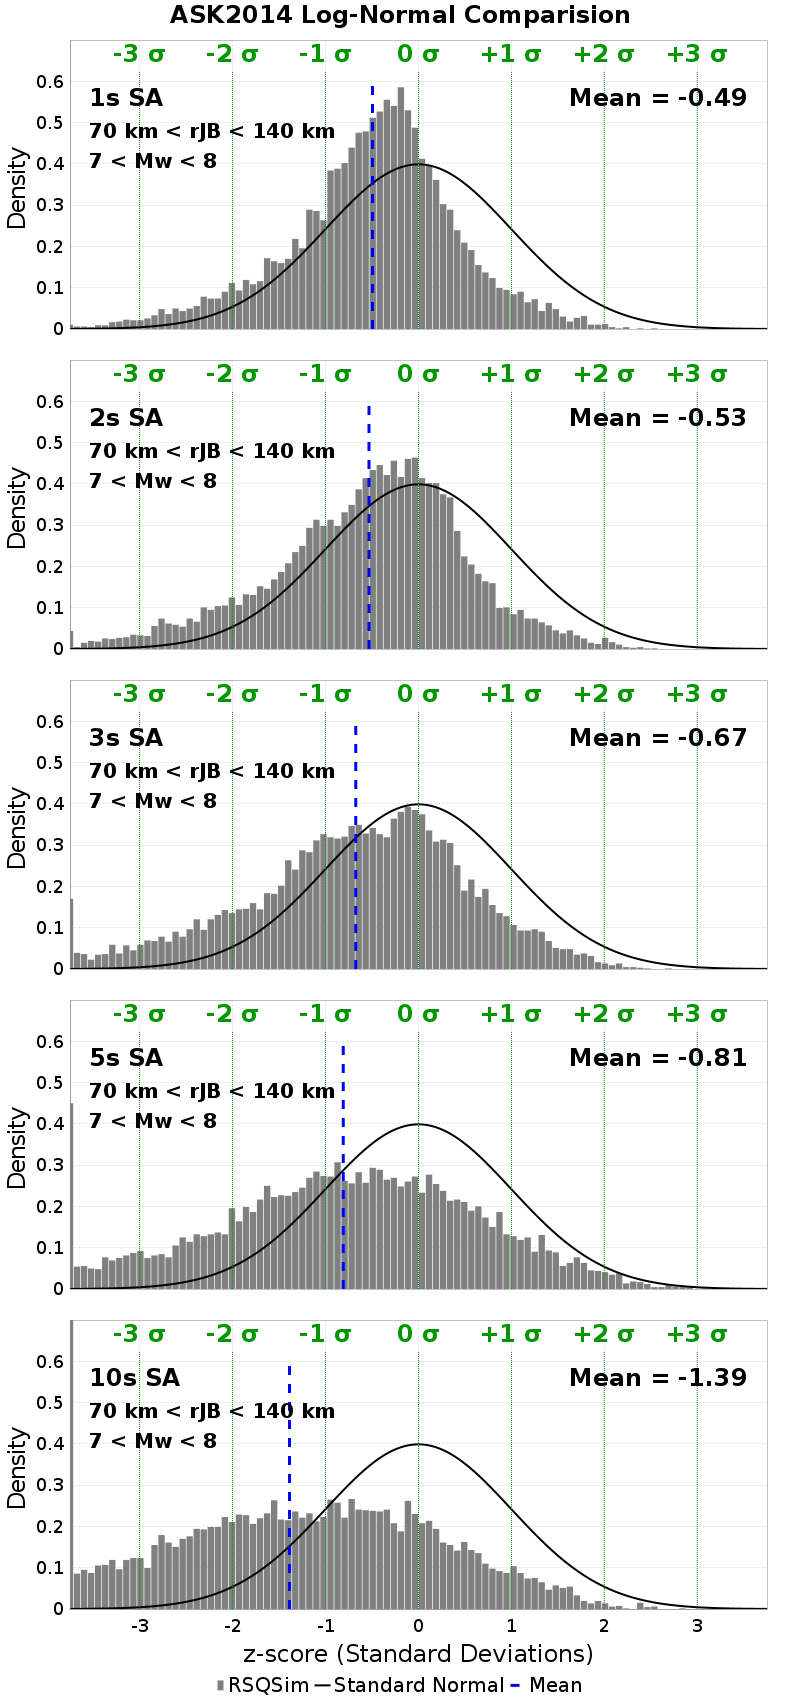 ASK2014 Log-Normal Comparision
-3 σ -2 σ -1 σ 0 σ +1 σ +2 σ +3 σ
0.6
1s SA Mean = -0.49
0.5
70 km < rJB < 140 km
7 < Mw < 8
0.4
0.3
0.2
0.1
0
Density
-3 σ -2 σ -1 σ 0 σ +1 σ +2 σ +3 σ
0.6
2s SA Mean = -0.53
0.5
70 km < rJB < 140 km
7 < Mw < 8
0.4
0.3
0.2
0.1
0
Density
-3 σ -2 σ -1 σ 0 σ +1 σ +2 σ +3 σ
0.6
3s SA Mean = -0.67
0.5
70 km < rJB < 140 km
7 < Mw < 8
0.4
0.3
0.2
0.1
0
Density
-3 σ -2 σ -1 σ 0 σ +1 σ +2 σ +3 σ
0.6
5s SA Mean = -0.81
0.5
70 km < rJB < 140 km
7 < Mw < 8
0.4
0.3
0.2
0.1
0
Density
-3 σ -2 σ -1 σ 0 σ +1 σ +2 σ +3 σ
0.6
10s SA Mean = -1.39
0.5
70 km < rJB < 140 km
7 < Mw < 8
0.4
0.3
0.2
0.1
0
Density
-3 -2 -1 0 1 2 3
z-score (Standard Deviations)
RSQSim Standard Normal Mean